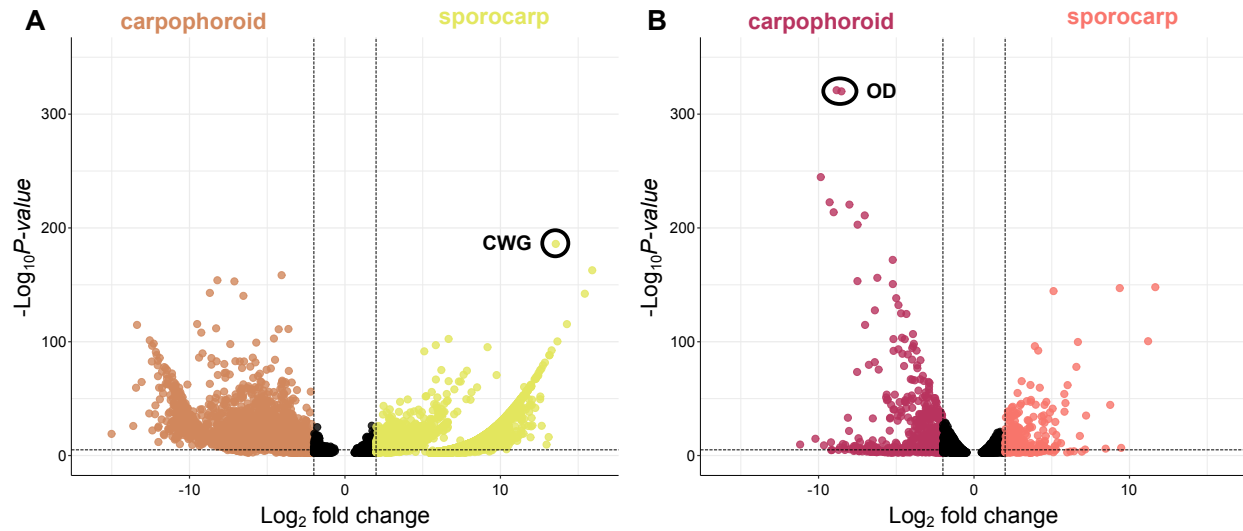 A
carpophoroid
sporocarp
300
200
100
0
-Log10P-value
CWG
-10
0
10
Log2 fold change
B
carpophoroid
sporocarp
300
200
100
0
-Log10P-value
OD
-10
0
10
Log2 fold change